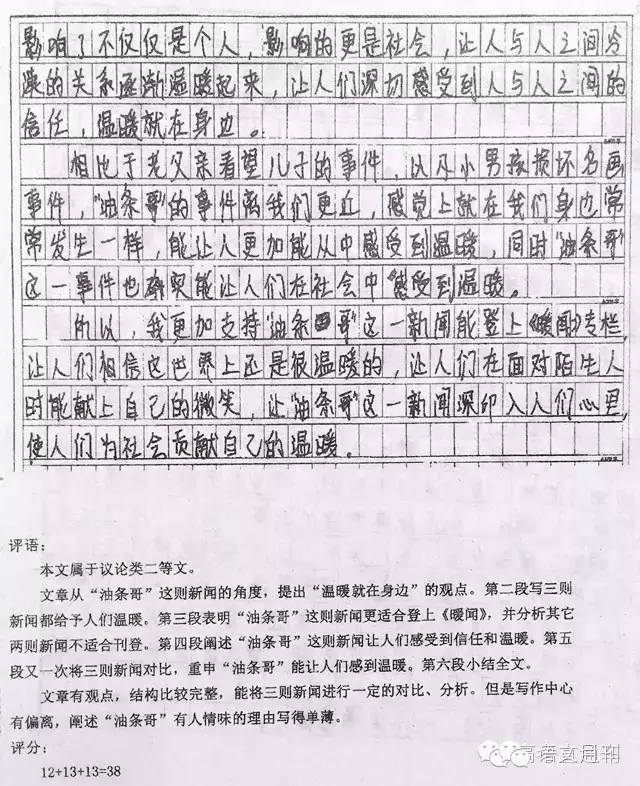 影响了不仅仅是个人，影响的更是社会，让人与人之间冷
漠的关系逐渐温暖起来，让人们深切感受到人与人之间的
信任，温暖就在身边。
相比于老父亲看望儿子的事件，以及小男孩损坏名画
事件，“油条哥”的事件离我们更近，感觉上就在我们身边常
常发生一样，能让人更加能从中感受到温暖，同时“油条哥”
这一事件也确实能让人们在社会中“感受到温暖。
所以，我更加支持“油条哥”这一新闻能登上《暖闻》专栏，
让人们相信这世界上还是很温暖的，让人们在面对陌生人
时能献上自己的微笑，让“油条哥”这一新闻深印入人们心里，
使人们为社会贡献自己的温暖。
评语：
本文属于议论类二等文。
文章从“油条哥”这则新闻的角度，提出“温暖就在身边”的观点。第二段写三则
新闻都给予人们温暖。第三段表明“油条哥”这则新闻更适合登上《暖闻》，并分析其它
两则新闻不适合刊登。第四段阐述“油条哥”这则新闻让人们感受到信任和温暖。第五
段又一次将三则新闻对比，重申“油条哥”能让人们感到温暖。第六段小结全文。
文章有观点，结构比较完整，能将三则新闻进行一定的对比、分析。但是写作中心
有偏离，阐述“油条哥”有人情味的理由写得单薄。
评分：
12+13+13=38